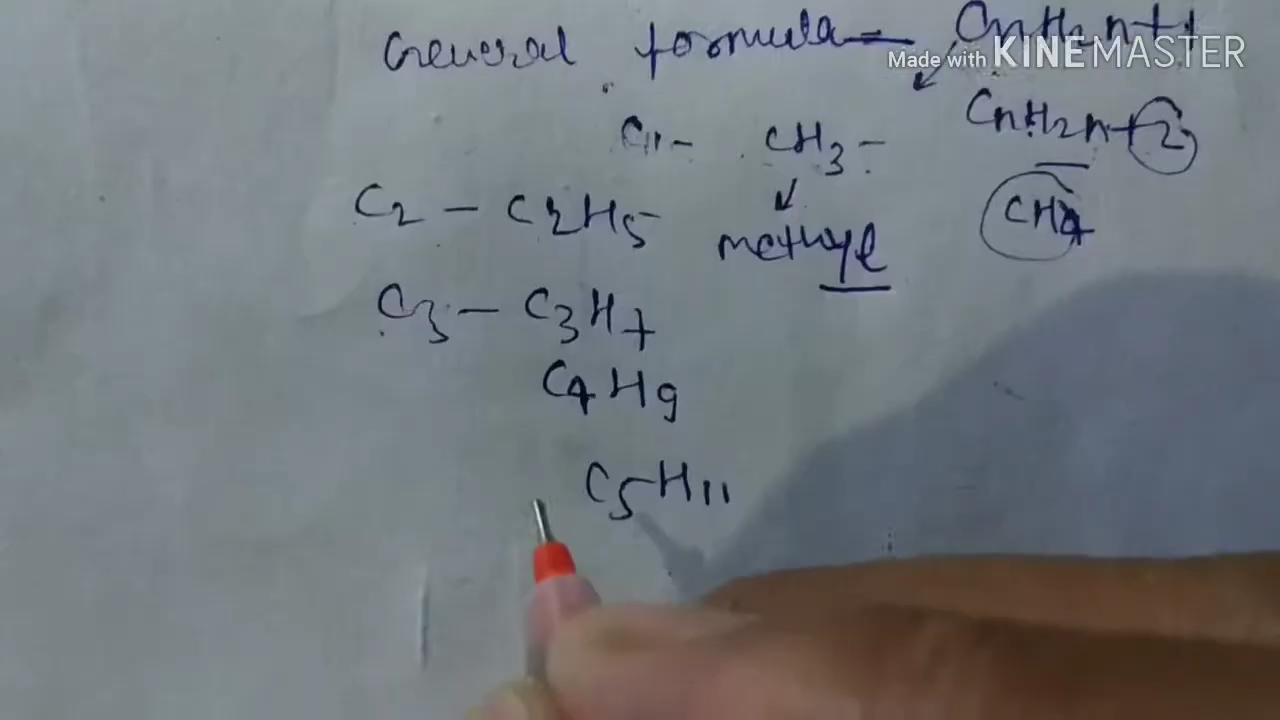 General formula = CnH2n+1
Made with KINEMASTER
CnH2n+2
C1- CH3-
CH4
C2 - C2H5-
methyl
C3 - C3H7
C4H9
C5H11